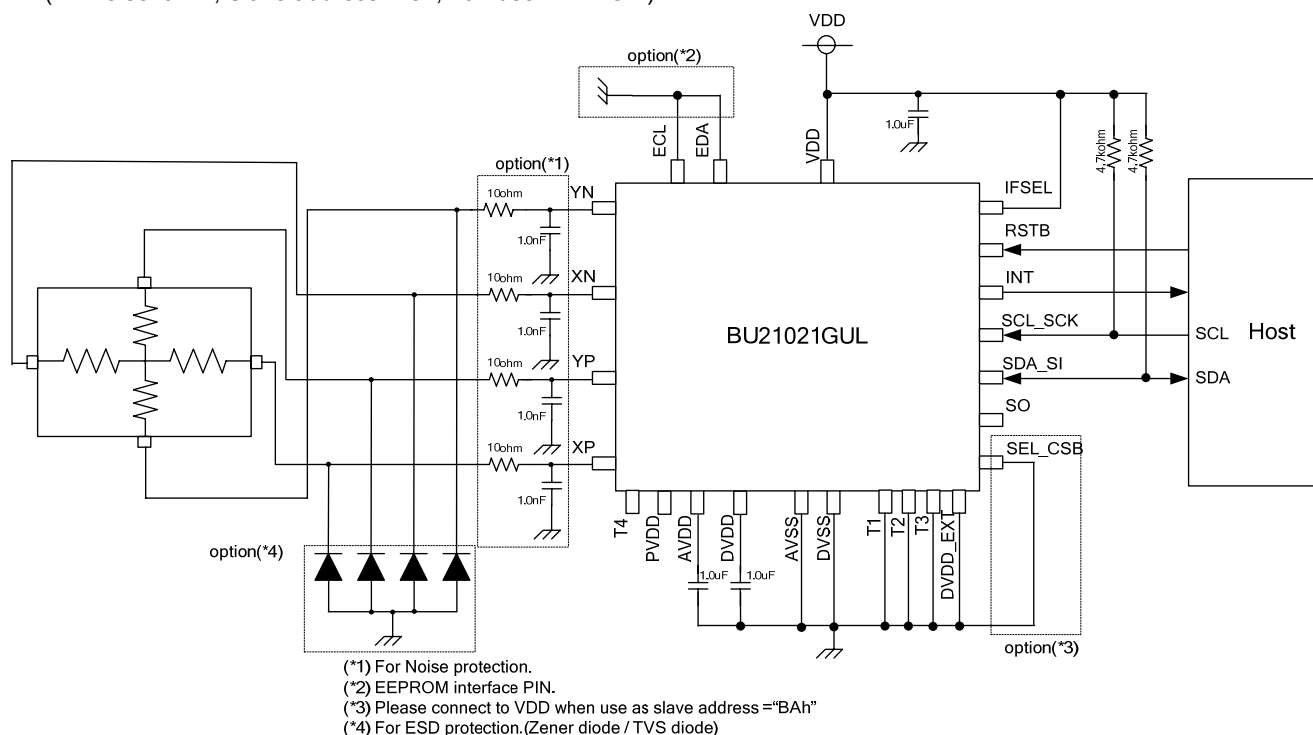 VDD
option(*2)
ECL
EDA
VDD
1.0uF
4.7kohm
4.7kohm
option(*1)
10ohm
YN
1.0nF
10ohm
XN
1.0nF
10ohm
YP
1.0nF
10ohm
XP
1.0nF
BU21021GUL
IFSEL
RSTB
INT
SCL_SCK
SDA_SI
SO
SEL_CSB
SCL
SDA
Host
T4
PVDD
AVDD
DVDD
AVSS
DVSS
T1
T2
T3
DVDD_EXT
1.0uF
1.0uF
option(*4)
option(*3)
(*1) For Noise protection.
(*2) EEPROM interface PIN.
(*3) Please connect to VDD when use as slave address =“BAh”
(*4) For ESD protection.(Zener diode / TVS diode)